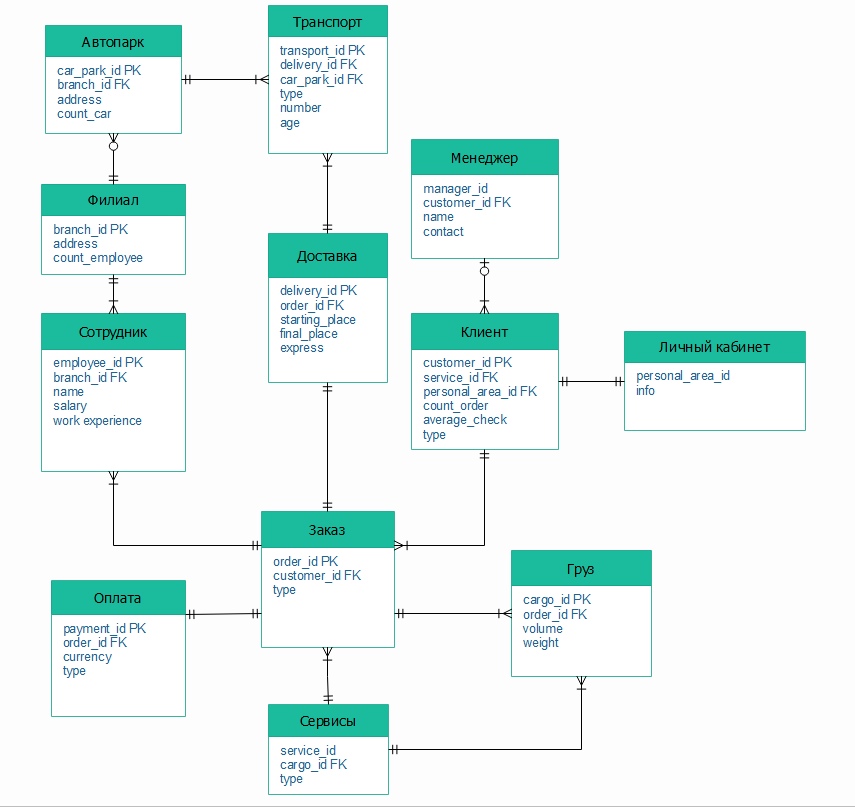 Автопарк
car_park_id PK
branch_id FK
address
count_car
Транспорт
transport_id PK
delivery_id FK
car_park_id FK
type
number
age
Менеджер
manager_id
customer_id FK
name
contact
Филиал
branch_id PK
address
count_employee
Доставка
delivery_id PK
order_id FK
starting_place
final_place
express
Сотрудник
employee_id PK
branch_id FK
name
salary
work experience
Клиент
customer_id PK
service_id FK
personal_area_id FK
count_order
average_check
type
Личный кабинет
personal_area_id
info
Заказ
order_id PK
customer_id FK
type
Груз
cargo_id PK
order_id FK
volume
weight
Оплата
payment_id PK
order_id FK
currency
type
Сервисы
service_id
cargo_id FK
type